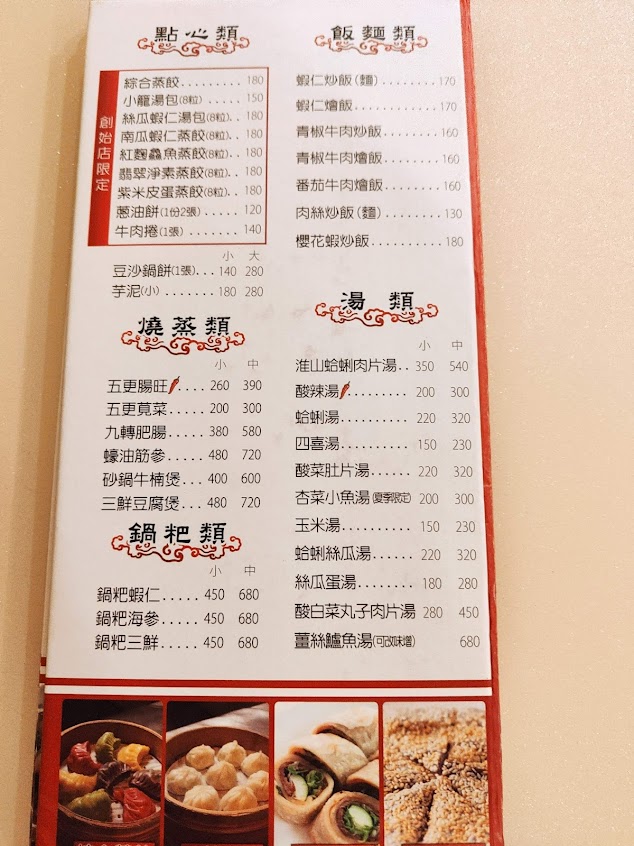 點心類
創始店限定
綜合蒸餃.........180
小籠湯包(8粒)......150
絲瓜蝦仁湯包(8粒)..180
南瓜蝦仁蒸餃(8粒)..180
紅麴鱻魚蒸餃(8粒)..180
翡翠淨素蒸餃(8粒)..180
紫米皮蛋蒸餃(8粒)..180
蔥油餅(1份2張)......120
牛肉捲(1張)........140
小 大
豆沙鍋餅(1張)...140 280
芋泥(小).......180 280
燒蒸類
小 中
五更腸旺....260 390
五更莧菜....200 300
九轉肥腸....380 580
蠔油筋參....480 720
砂鍋牛楠煲...400 600
三鮮豆腐煲...480 720
鍋粑類
小 中
鍋粑蝦仁.....450 680
鍋粑海參.....450 680
鍋粑三鮮.....450 680
飯麵類
蝦仁炒飯(麵)........170
蝦仁燴飯...........170
青椒牛肉炒飯........160
青椒牛肉燴飯........160
番茄牛肉燴飯........160
肉絲炒飯(麵)........130
櫻花蝦炒飯..........180
湯類
小 中
淮山蛤蜊肉片湯..350 540
酸辣湯.........200 300
蛤蜊湯.........220 320
四喜湯.........150 230
酸菜肚片湯......220 320
杏菜小魚湯(夏季限定) 200 300
玉米湯.........150 230
蛤蜊絲瓜湯......220 320
絲瓜蛋湯........180 280
酸白菜丸子肉片湯 280 450
薑絲鱸魚湯(可改味增) 680